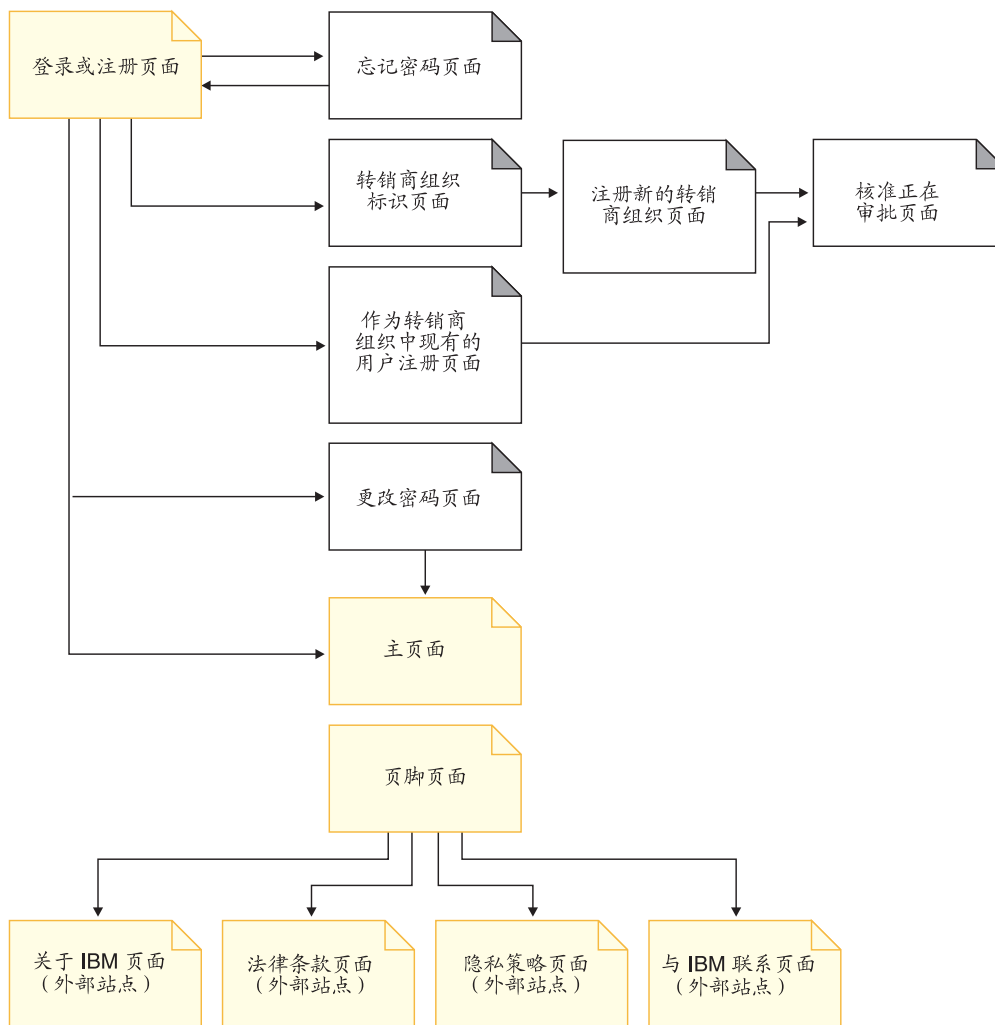 登录或注册页面
忘记密码页面
转销商组织
标识页面
注册新的转销
商组织页面
核准正在
审批页面
作为转销商
组织中现有的
用户注册页面
更改密码页面
主页面
页脚页面
关于 IBM 页面
（外部站点）
法律条款页面
（外部站点）
隐私策略页面
（外部站点）
与 IBM 联系页面
（外部站点）